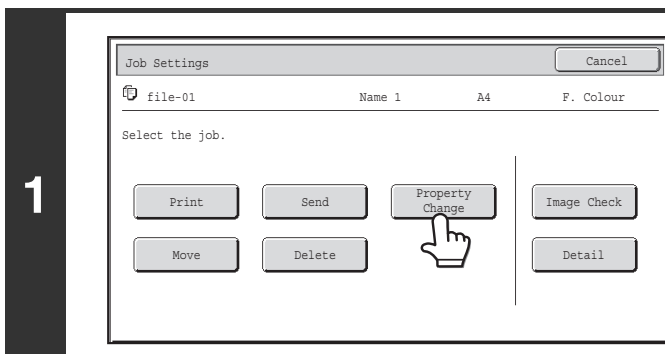 1
Job Settings
Cancel
file-01 Name 1 A4 F. Colour
Select the job.
Print Send Property Change Image Check
Move Delete Detail